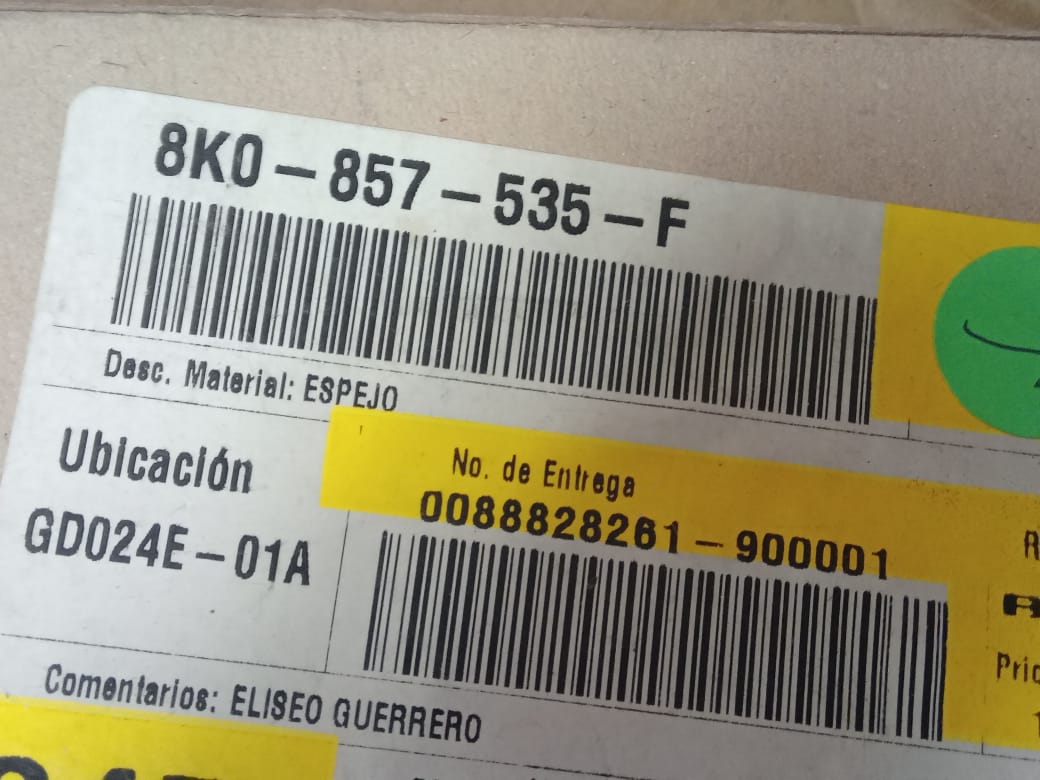 8K0-857-535-F
Desc. Material: ESPEJO
Ubicación
No. de Entrega
0088828261-900001
GD024E-01A
Comentarios: ELISEO GUERRERO